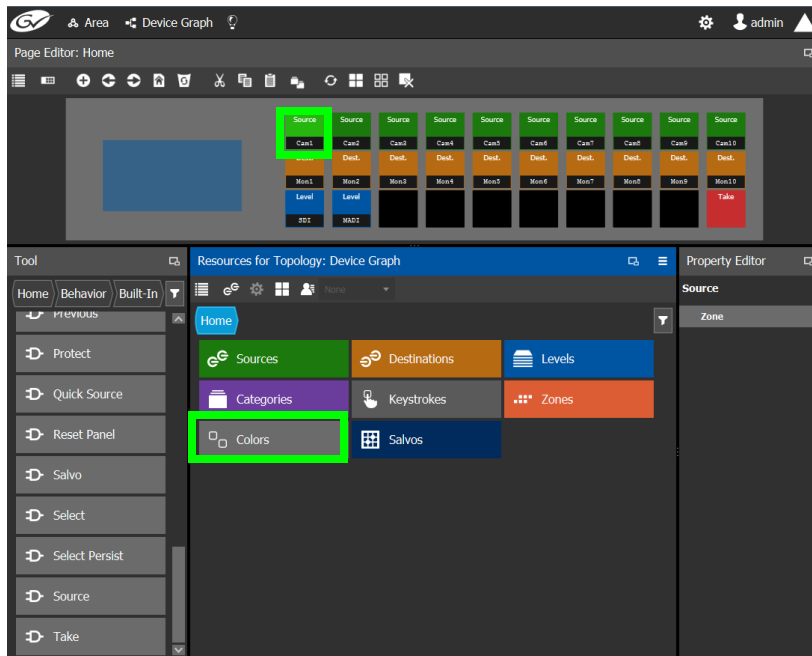 GV Area Device Graph admin
Page Editor: Home
Source Source Source Source Source Source Source Source Source Source
Cam1 Cam2 Cam3 Cam4 Cam5 Cam6 Cam7 Cam8 Cam9 Cam10
Dest. Dest. Dest. Dest. Dest. Dest. Dest. Dest. Dest.
Mon1 Mon2 Mon3 Mon4 Mon5 Mon6 Mon7 Mon8 Mon9 Mon10
Level Level Take
SDI MADI
Tool
Home Behavior Built-In
Previous
Protect
Quick Source
Reset Panel
Salvo
Select
Select Persist
Source
Take
Resources for Topology: Device Graph
None
Home
Sources Destinations Levels
Categories Keystrokes Zones
Colors Salvos
Property Editor
Source
Zone